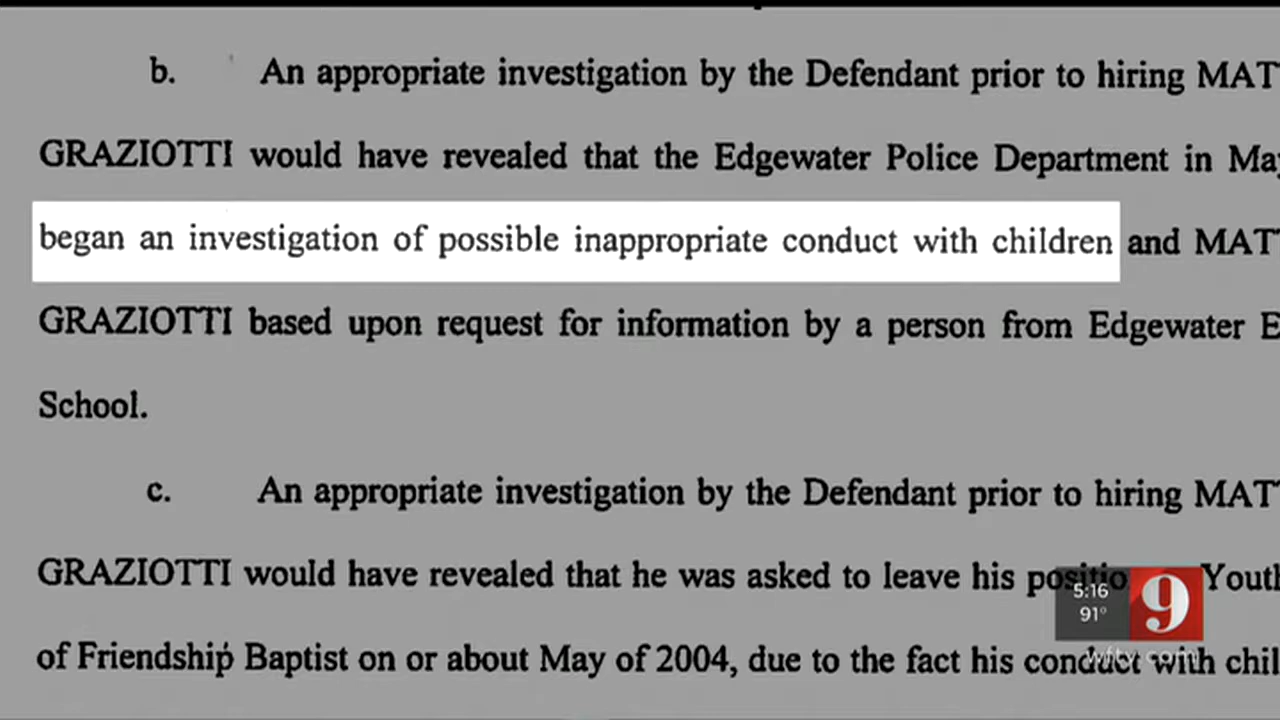 b. An appropriate investigation by the Defendant prior to hiring MAT
GRAZIOTTI would have revealed that the Edgewater Police Department in May
began an investigation of possible inappropriate conduct with children and MAT
GRAZIOTTI based upon request for information by a person from Edgewater E
School.
c. An appropriate investigation by the Defendant prior to hiring MAT
GRAZIOTTI would have revealed that he was asked to leave his positio Youth
of Friendship Baptist on or about May of 2004, due to the fact his conduct with chil
5:16
91°
9
wftv.com